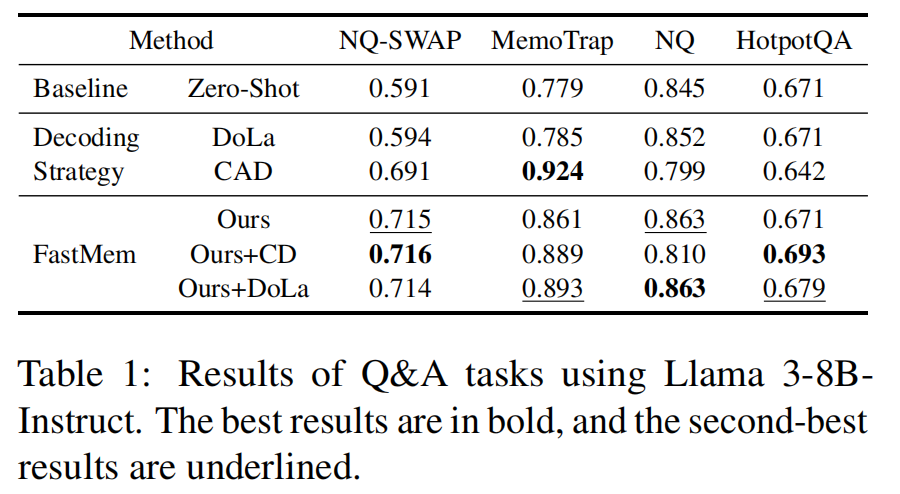 Method NQ-SWAP MemoTrap NQ HotpotQA
Baseline Zero-Shot 0.591 0.779 0.845 0.671
Decoding DoLa 0.594 0.785 0.852 0.671
Strategy CAD 0.691 0.924 0.799 0.642
Ours 0.715 0.861 0.863 0.671
FastMem Ours+CD 0.716 0.889 0.810 0.693
Ours+DoLa 0.714 0.893 0.863 0.679
Table 1: Results of Q&A tasks using Llama 3-8B-
Instruct. The best results are in bold, and the second-best
results are underlined.